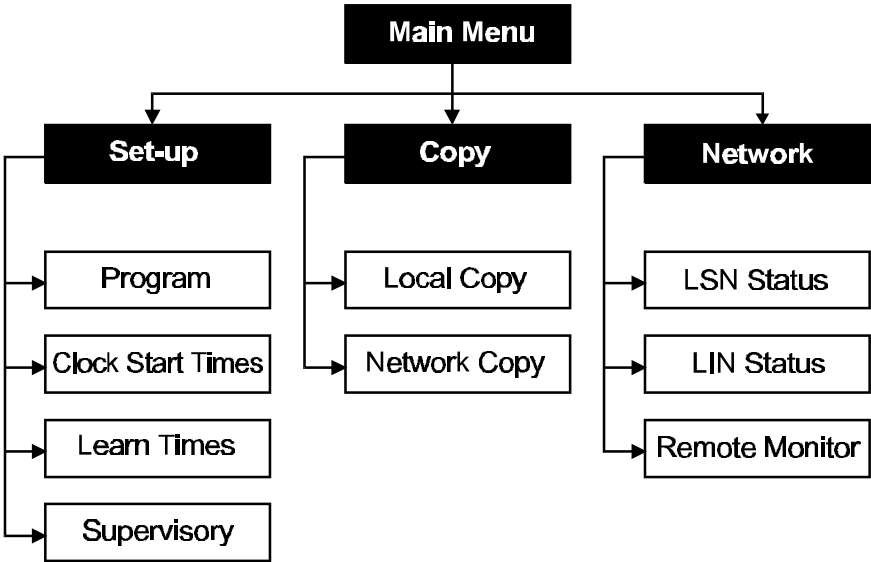 Main Menu
Set-up
Copy
Network
Program
Local Copy
LSN Status
Clock Start Times
Network Copy
LIN Status
Learn Times
Remote Monitor
Supervisory